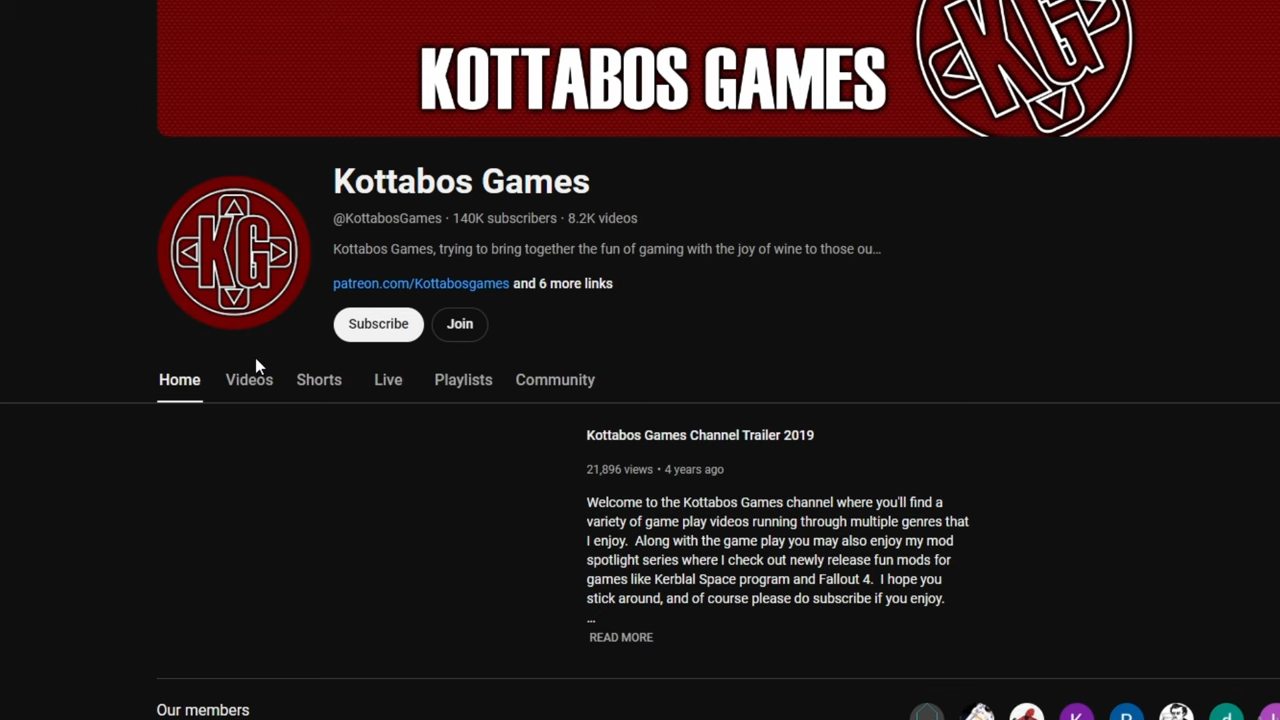 KOTTABOS GAMES
KG
KG
Kottabos Games
@KottabosGames · 140K subscribers · 8.2K videos
Kottabos Games, trying to bring together the fun of gaming with the joy of wine to those ou...
patreon.com/Kottabosgames and 6 more links
Subscribe
Join
Home
Videos
Shorts
Live
Playlists
Community
Kottabos Games Channel Trailer 2019
21,896 views • 4 years ago
Welcome to the Kottabos Games channel where you'll find a
variety of game play videos running through multiple genres that
I enjoy. Along with the game play you may also enjoy my mod
spotlight series where I check out newly release fun mods for
games like Kerblal Space program and Fallout 4. I hope you
stick around, and of course please do subscribe if you enjoy.
...
READ MORE
Our members
K
d